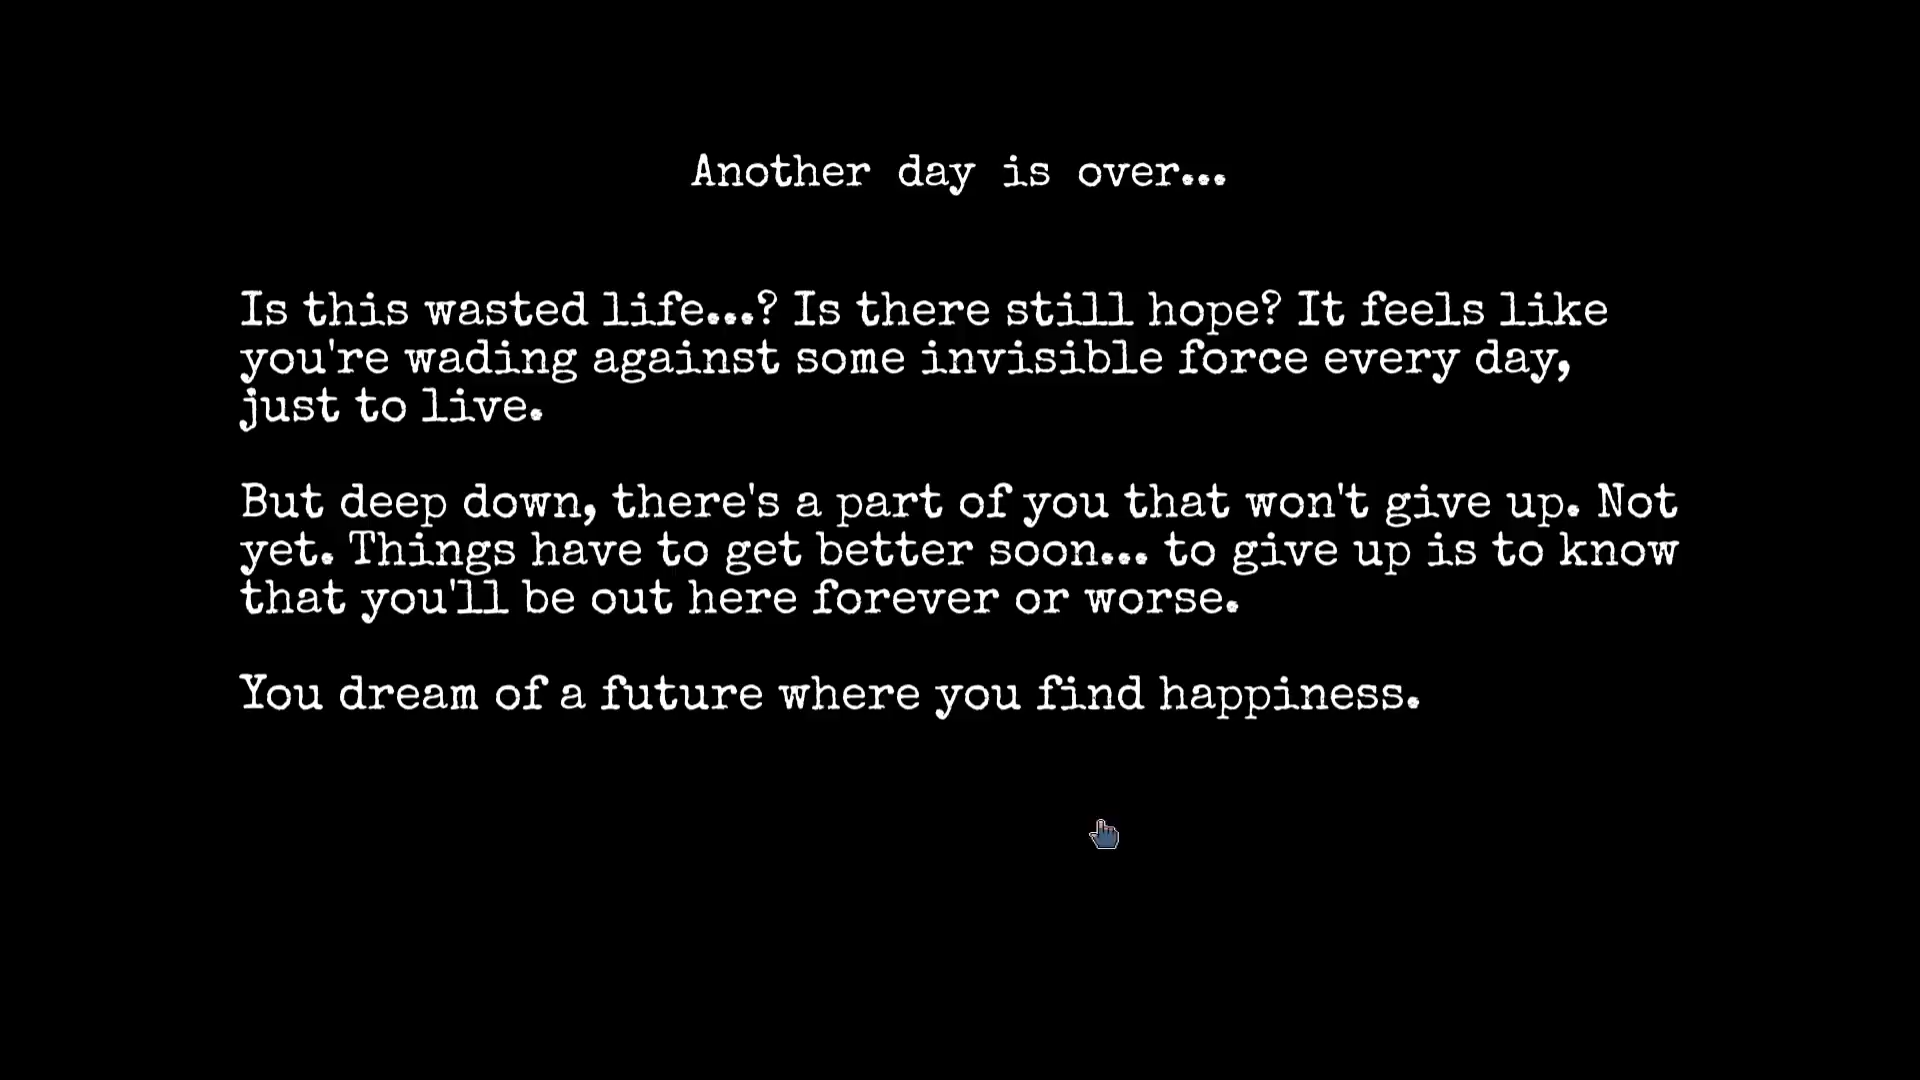 Another day is over...
Is this wasted life...? Is there still hope? It feels like
you're wading against some invisible force every day,
just to live.
But deep down, there's a part of you that won't give up. Not
yet. Things have to get better soon... to give up is to know
that you'll be out here forever or worse.
You dream of a future where you find happiness.